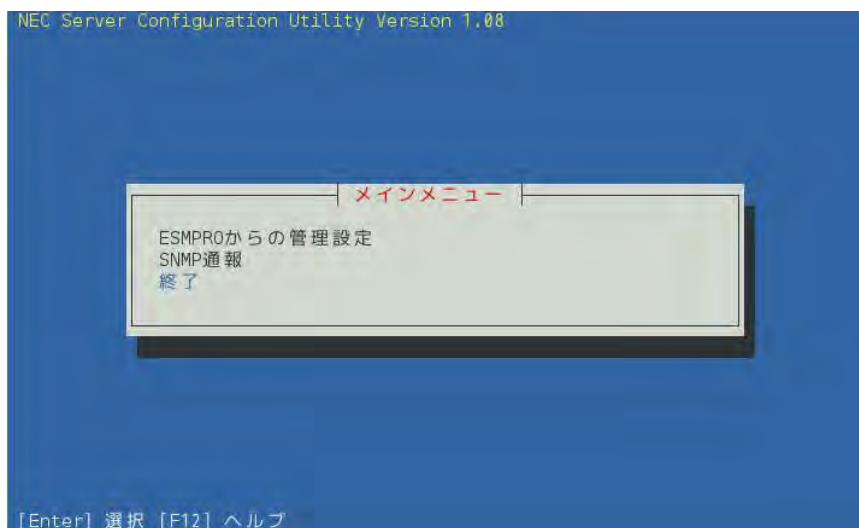 NEC Server Configuration Utility Version 1.08
メインメニュー
ESMPROからの管理設定
SNMP通報
終了
[Enter] 選択 [F12] ヘルプ